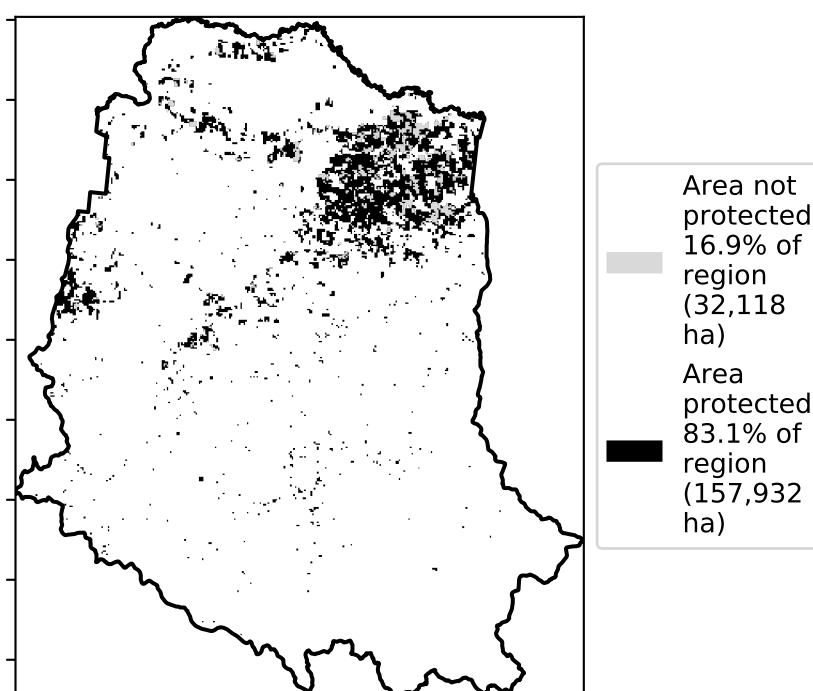 Area not
protected
16.9% of
region
(32,118
ha)
Area
protected
83.1% of
region
(157,932
ha)